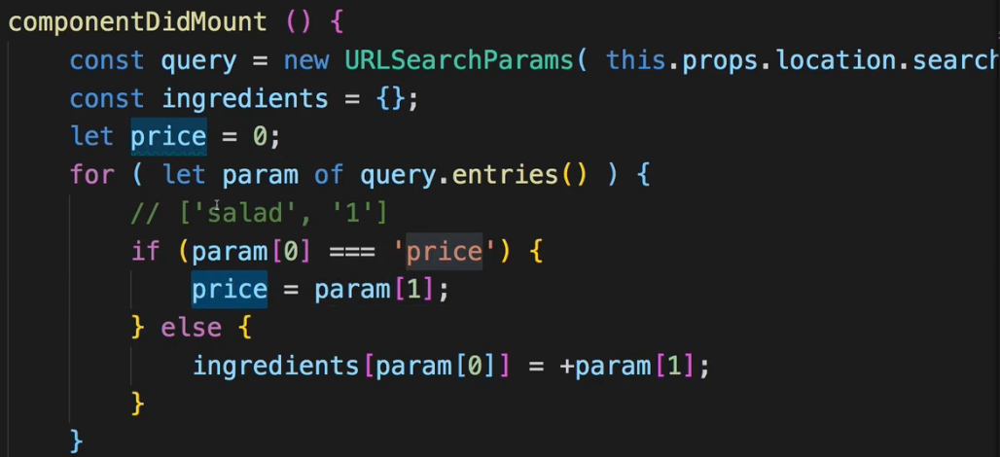 componentDidMount () {
const query = new URLSearchParams( this.props.location.search
const ingredients = {};
let price = 0;
for ( let param of query.entries() ) {
// ['salad', '1']
if (param[0] === 'price') {
price = param[1];
} else {
ingredients[param[0]] = +param[1];
}
}